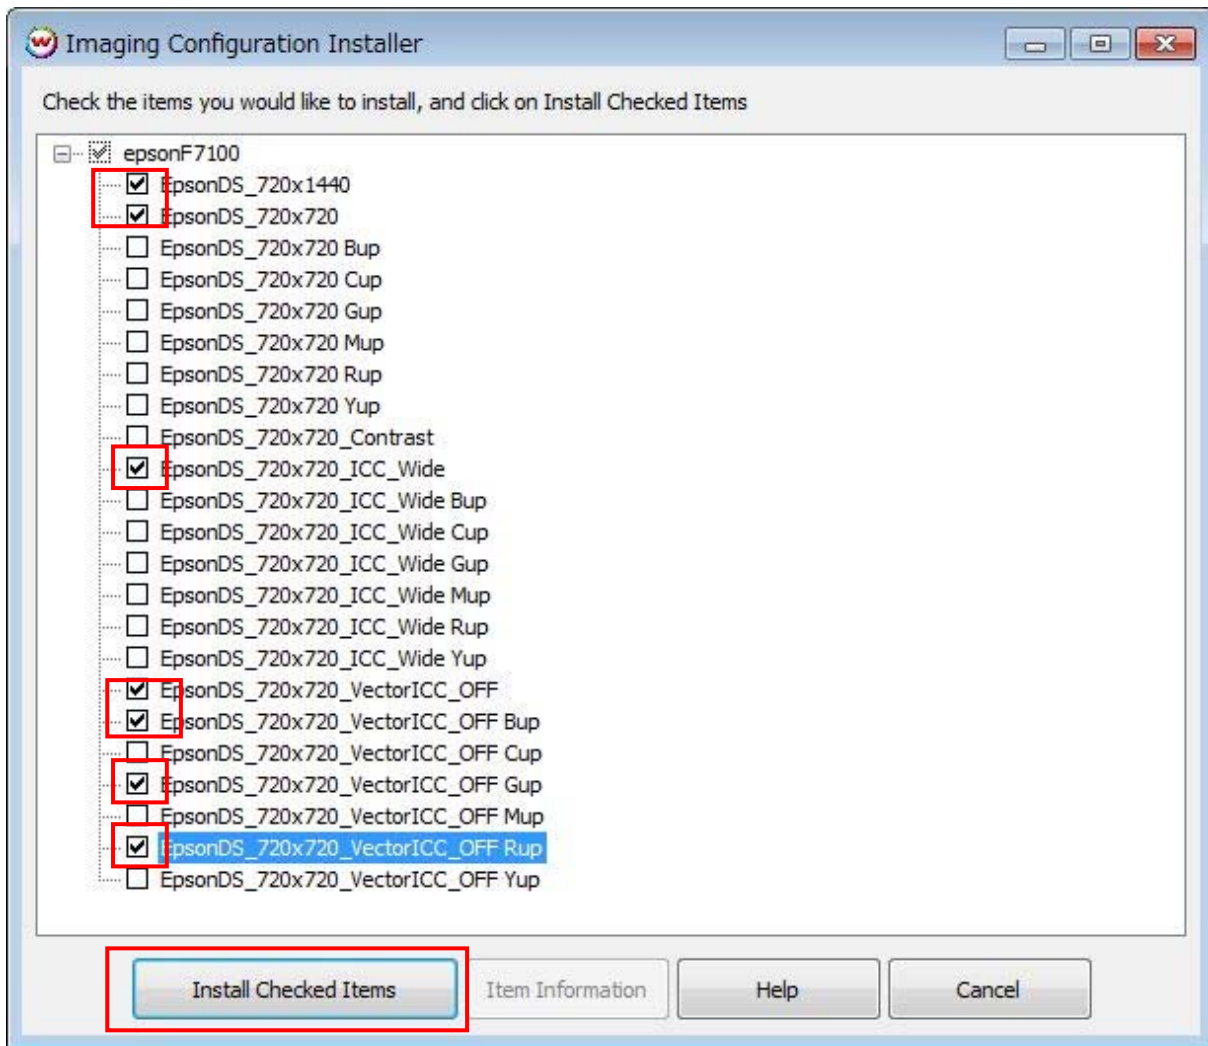 Imaging Configuration Installer
Check the items you would like to install, and click on Install Checked Items
epsonF7100
EpsonDS_720x1440
EpsonDS_720x720
EpsonDS_720x720 Bup
EpsonDS_720x720 Cup
EpsonDS_720x720 Gup
EpsonDS_720x720 Mup
EpsonDS_720x720 Rup
EpsonDS_720x720 Yup
EpsonDS_720x720_Contrast
EpsonDS_720x720_ICC_Wide
EpsonDS_720x720_ICC_Wide Bup
EpsonDS_720x720_ICC_Wide Cup
EpsonDS_720x720_ICC_Wide Gup
EpsonDS_720x720_ICC_Wide Mup
EpsonDS_720x720_ICC_Wide Rup
EpsonDS_720x720_ICC_Wide Yup
EpsonDS_720x720_VectorICC_OFF
EpsonDS_720x720_VectorICC_OFF Bup
EpsonDS_720x720_VectorICC_OFF Cup
EpsonDS_720x720_VectorICC_OFF Gup
EpsonDS_720x720_VectorICC_OFF Mup
EpsonDS_720x720_VectorICC_OFF Rup
EpsonDS_720x720_VectorICC_OFF Yup
Install Checked Items
Item Information
Help
Cancel